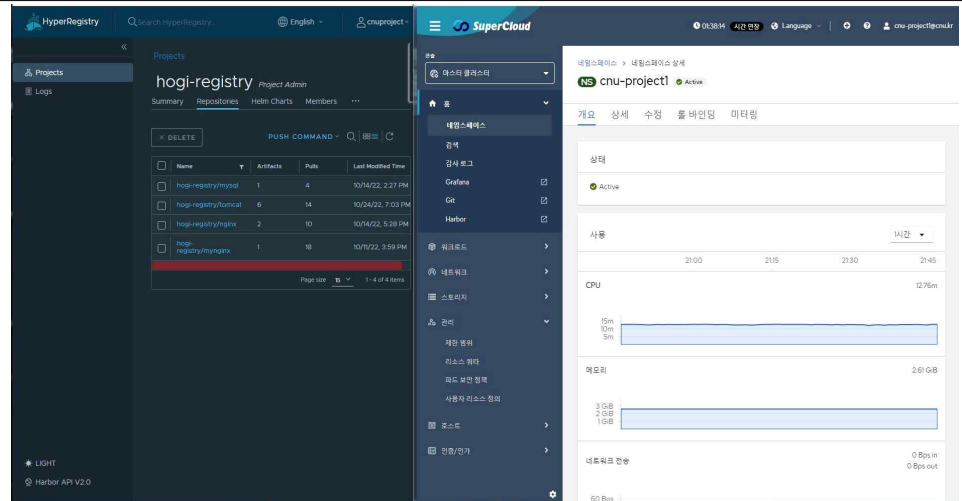 HyperRegistry
Search HyperRegistry...
English
cnuproject
«
Projects
Logs
Projects
hogi-registry Project Admin
Summary Repositories Helm Charts Members ...
× DELETE
PUSH COMMAND
Name Artifacts Pulls Last Modified Time
hogi-registry/mysql 1 4 10/14/22, 2:27 PM
hogi-registry/tomcat 6 14 10/24/22, 7:03 PM
hogi-registry/nginx 2 10 10/14/22, 5:28 PM
hogi-
registry/mynginx 1 18 10/11/22, 3:59 PM
Page size 15 1 - 4 of 4 items
LIGHT
Harbor API V2.0
SuperCloud
01:38:14 시간 연장 Language cnu-project1@cnu.kr
콘솔
마스터 클러스터
홈
네임스페이스
검색
감사 로그
Grafana
Git
Harbor
워크로드
네트워크
스토리지
관리
제한 범위
리소스 쿼타
파드 보안 정책
사용자 리소스 정의
호스트
인증/인가
네임스페이스 > 네임스페이스 상세
NS cnu-project1 Active
개요 상세 수정 롤 바인딩 미터링
상태
Active
사용
1시간
21:00 21:15 21:30 21:45
CPU 12.76m
15m
10m
5m
메모리 2.61 GiB
3 GiB
2 GiB
1 GiB
네트워크 전송
0 Bps in
0 Bps out
60 Bps